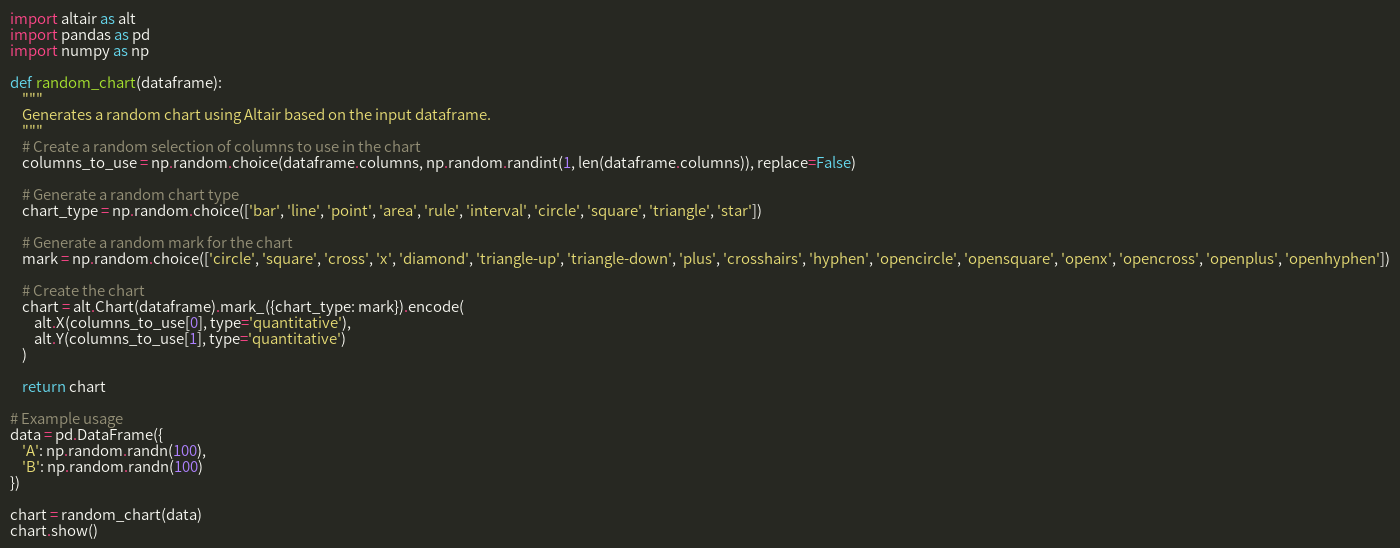 import altair as alt
import pandas as pd
import numpy as np

def random_chart(dataframe):
    """
    Generates a random chart using Altair based on the input dataframe.
    """
    # Create a random selection of columns to use in the chart
    columns_to_use = np.random.choice(dataframe.columns, np.random.randint(1, len(dataframe.columns)), replace=False)

    # Generate a random chart type
    chart_type = np.random.choice(['bar', 'line', 'point', 'area', 'rule', 'interval', 'circle', 'square', 'triangle', 'star'])

    # Generate a random mark for the chart
    mark = np.random.choice(['circle', 'square', 'cross', 'x', 'diamond', 'triangle-up', 'triangle-down', 'plus', 'crosshairs', 'hyphen', 'opencircle', 'opensquare', 'openx', 'opencross', 'openplus', 'openhyphen'])

    # Create the chart
    chart = alt.Chart(dataframe).mark_({chart_type: mark}).encode(
        alt.X(columns_to_use[0], type='quantitative'),
        alt.Y(columns_to_use[1], type='quantitative')
    )

    return chart

# Example usage
data = pd.DataFrame({
    'A': np.random.randn(100),
    'B': np.random.randn(100)
})

chart = random_chart(data)
chart.show()